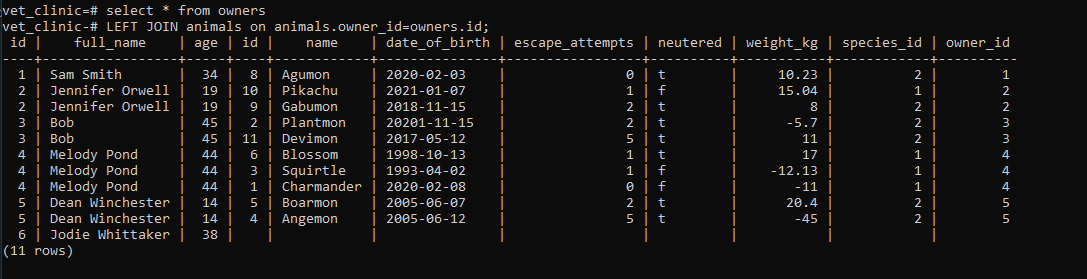 vet_clinic=# select * from owners
vet_clinic-# LEFT JOIN animals on animals.owner_id=owners.id;
 id |   full_name     | age | id |    name    | date_of_birth | escape_attempts | neutered | weight_kg | species_id | owner_id
----+-----------------+-----+----+------------+---------------+-----------------+----------+-----------+------------+----------
  1 | Sam Smith       |  34 |  8 | Agumon     | 2020-02-03    |               0 | t        |     10.23 |          2 |        1
  2 | Jennifer Orwell |  19 | 10 | Pikachu    | 2021-01-07    |               1 | f        |     15.04 |          1 |        2
  2 | Jennifer Orwell |  19 |  9 | Gabumon    | 2018-11-15    |               2 | t        |         8 |          2 |        2
  3 | Bob             |  45 |  2 | Plantmon   | 20201-11-15   |               2 | t        |      -5.7 |          2 |        3
  3 | Bob             |  45 | 11 | Devimon    | 2017-05-12    |               5 | t        |        11 |          2 |        3
  4 | Melody Pond     |  44 |  6 | Blossom    | 1998-10-13    |               1 | t        |        17 |          1 |        4
  4 | Melody Pond     |  44 |  3 | Squirtle   | 1993-04-02    |               1 | f        |    -12.13 |          1 |        4
  4 | Melody Pond     |  44 |  1 | Charmander | 2020-02-08    |               0 | f        |       -11 |          1 |        4
  5 | Dean Winchester |  14 |  5 | Boarmon    | 2005-06-07    |               2 | t        |      20.4 |          2 |        5
  5 | Dean Winchester |  14 |  4 | Angemon    | 2005-06-12    |               5 | t        |       -45 |          2 |        5
  6 | Jodie Whittaker |  38 |    |            |               |                 |          |           |            |
(11 rows)